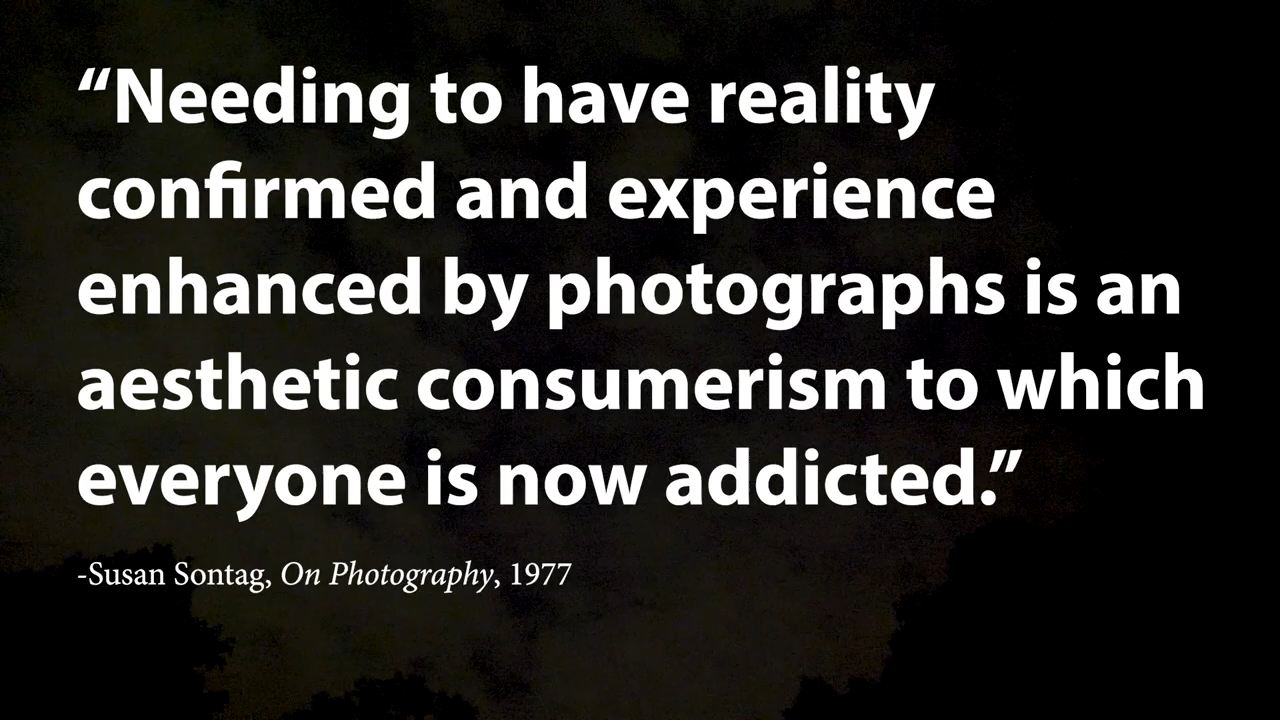 “Needing to have reality
confirmed and experience
enhanced by photographs is an
aesthetic consumerism to which
everyone is now addicted.”
-Susan Sontag, On Photography, 1977